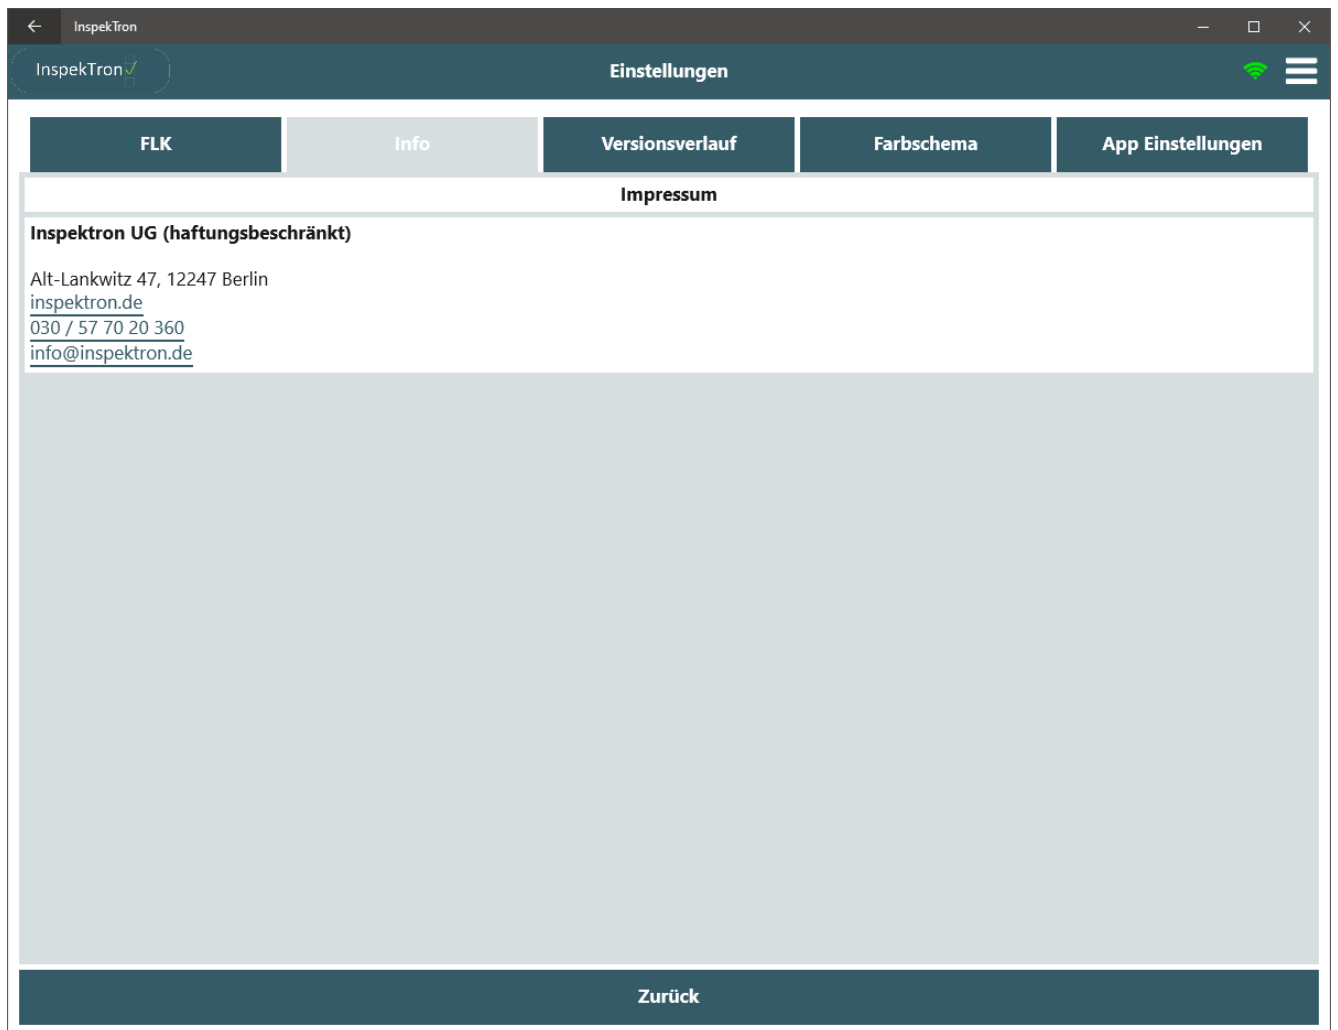 InspekTron
InspekTron
Einstellungen
FLK
Info
Versionsverlauf
Farbschema
App Einstellungen
Impressum
Inspektron UG (haftungsbeschränkt)
Alt-Lankwitz 47, 12247 Berlin
inspektron.de
030 / 57 70 20 360
info@inspektron.de
Zurück